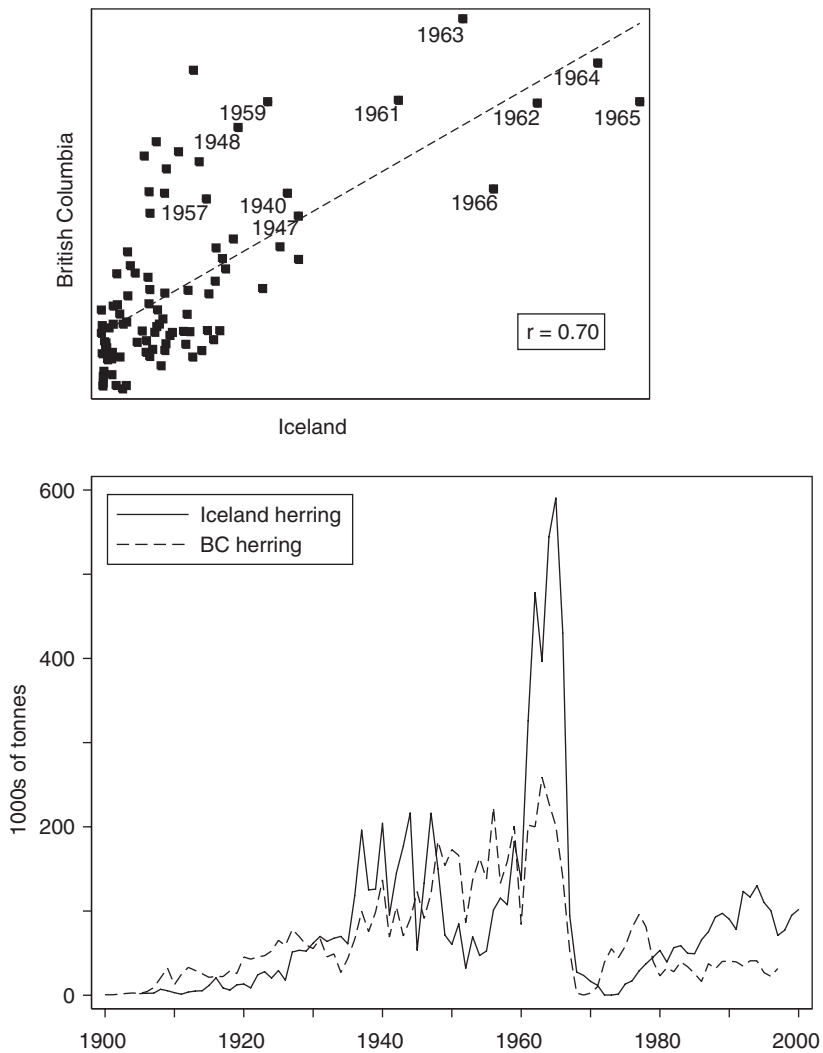 1963
1964
1959
1961
1962
1965
1948
1966
1940
1957
1947
British Columbia
r = 0.70
Iceland
600
Iceland herring
BC herring
400
1000s of tonnes
200
0
1900 1920 1940 1960 1980 2000